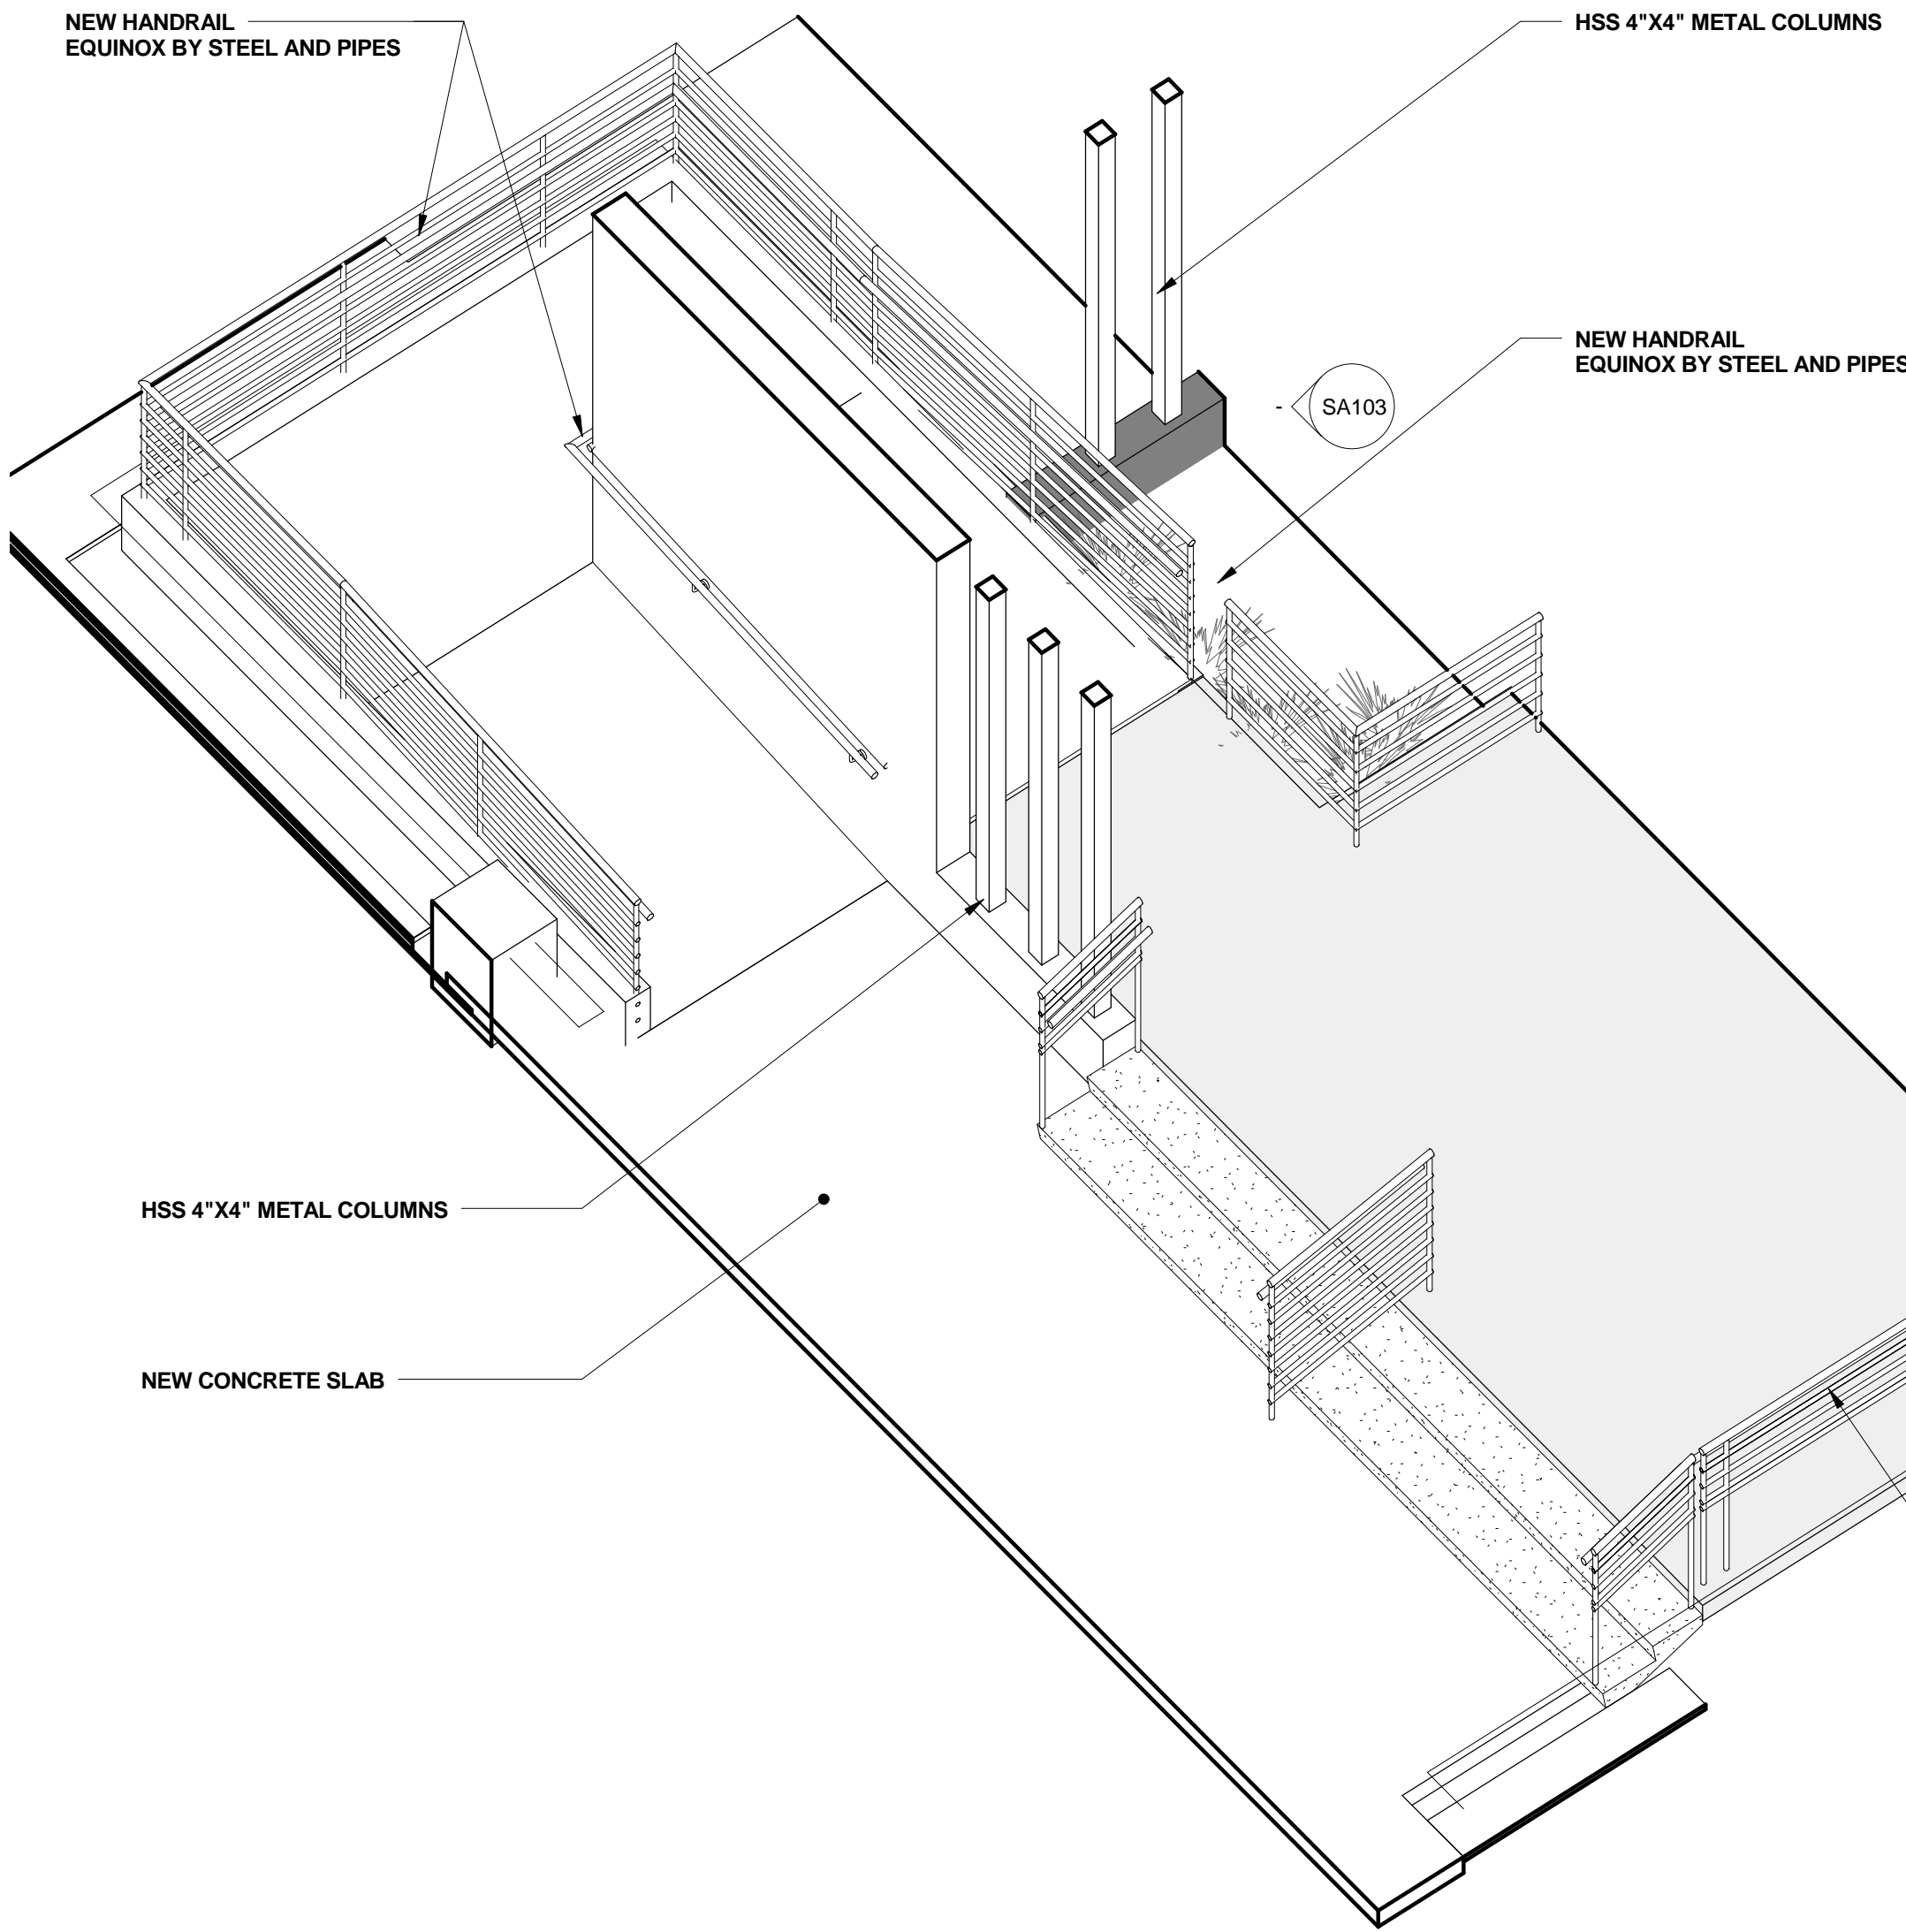 NEW HANDRAIL
EQUINOX BY STEEL AND PIPES
HSS 4"X4" METAL COLUMNS
NEW HANDRAIL
EQUINOX BY STEEL AND PIPES
- SA103
HSS 4"X4" METAL COLUMNS
NEW CONCRETE SLAB